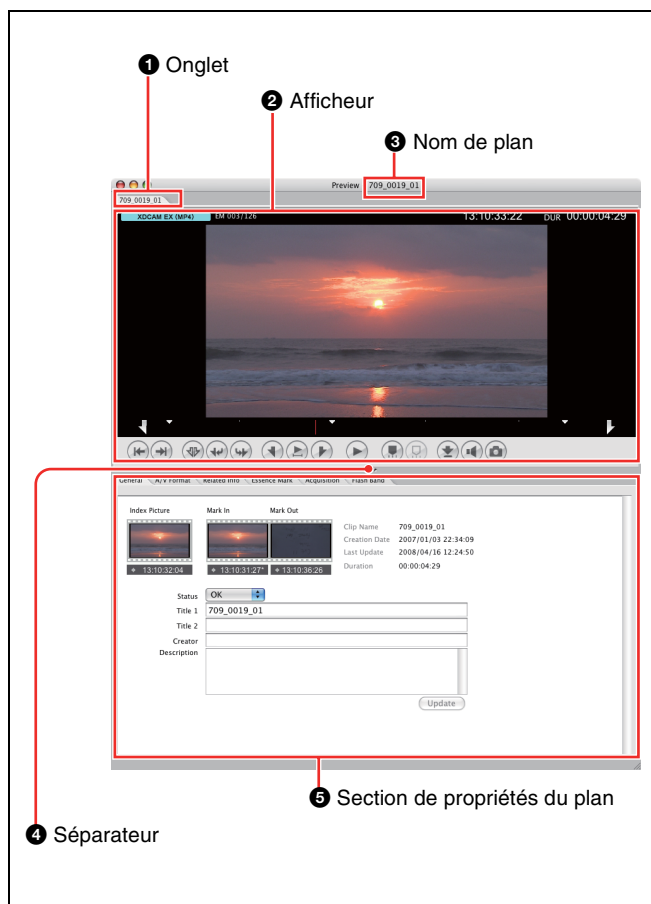 ❶ Onglet
❷ Afficheur
❸ Nom de plan
Preview 709_0019_01
709_0019_01
XDCAM EX (MP4) EM 003/126 13:10:33:22 DUR 00:00:04:29
General A/V Format Related Info Essence Mark Acquisition Flash Band
Index Picture Mark In Mark Out
Clip Name 709_0019_01
Creation Date 2007/01/03 22:34:09
Last Update 2008/04/16 12:24:50
Duration 00:00:04:29
13:10:32:04 13:10:31:27* 13:10:36:26
Status OK
Title 1 709_0019_01
Title 2
Creator
Description
Update
❺ Section de propriétés du plan
❹ Séparateur